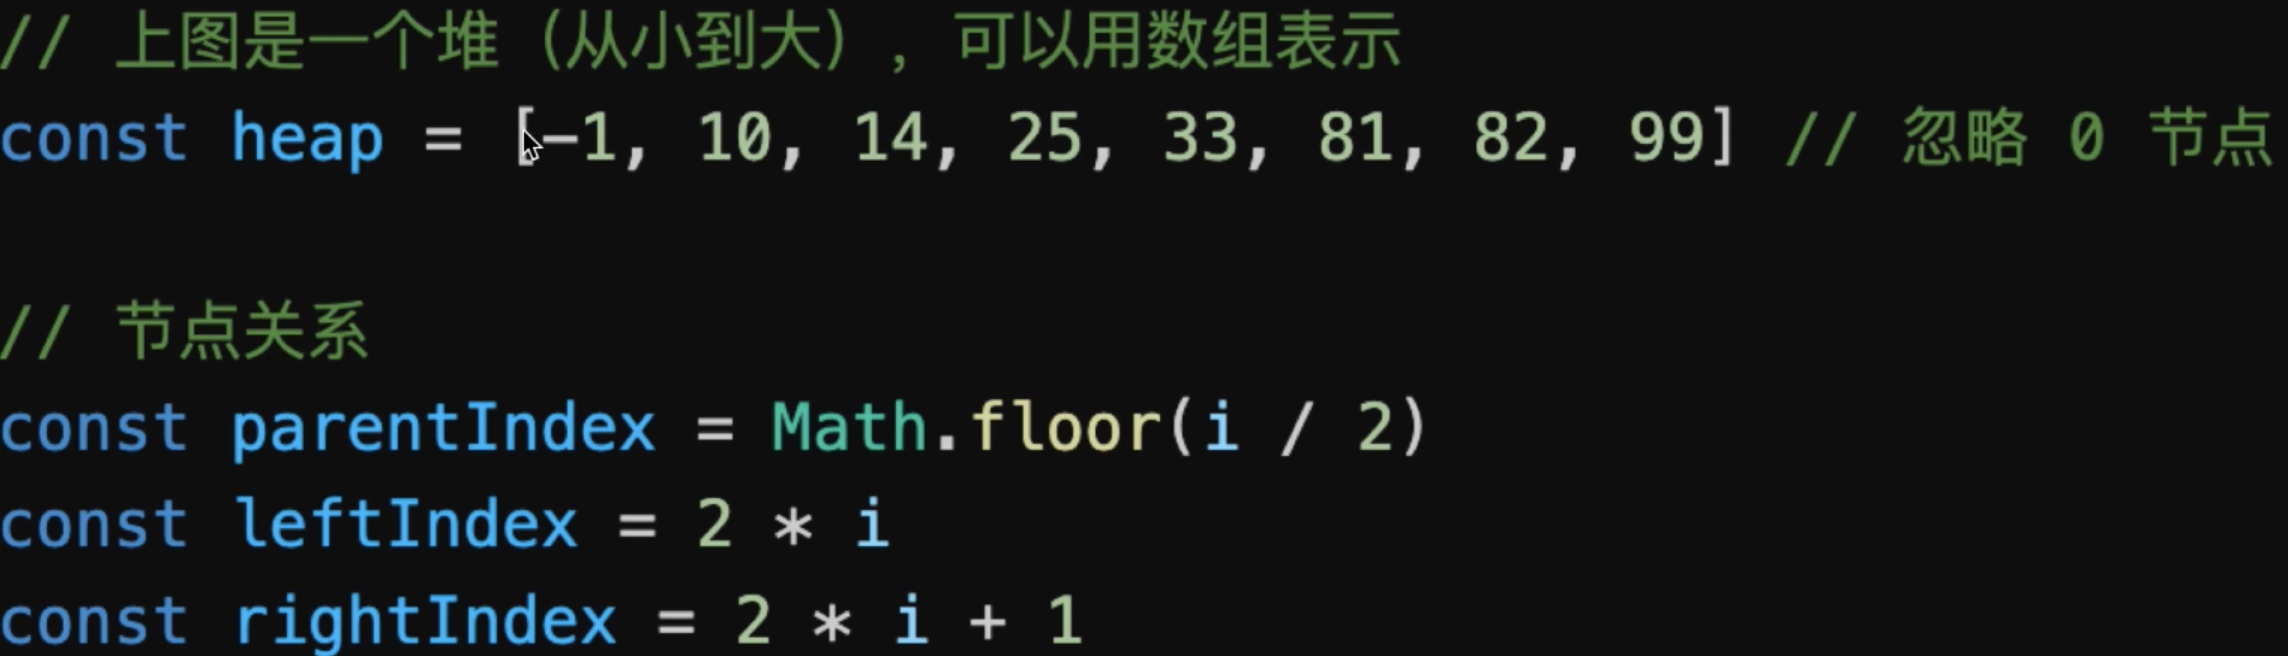 // 上图是一个堆（从小到大），可以用数组表示
const heap = [-1, 10, 14, 25, 33, 81, 82, 99] // 忽略 0 节点
// 节点关系
const parentIndex = Math.floor(i / 2)
const leftIndex = 2 * i
const rightIndex = 2 * i + 1